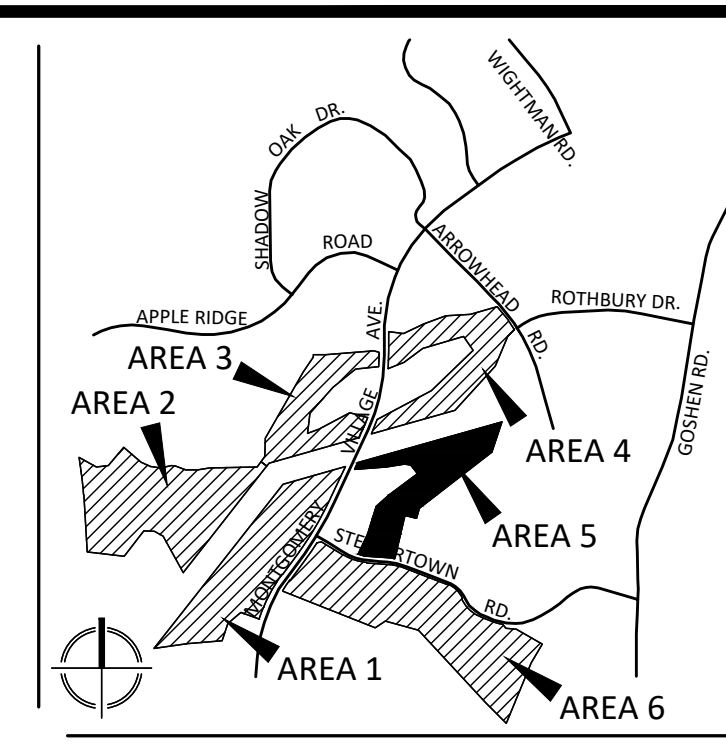 WIGHTMAN RD.
SHADOW OAK DR.
ARROWHEAD RD.
APPLE RIDGE ROAD
ROTHBURY DR.
GOSHEN RD.
MONTGOMERY VILLAGE AVE.
AREA 3
AREA 2
AREA 4
AREA 5
STEWARTOWN RD.
AREA 1
AREA 6